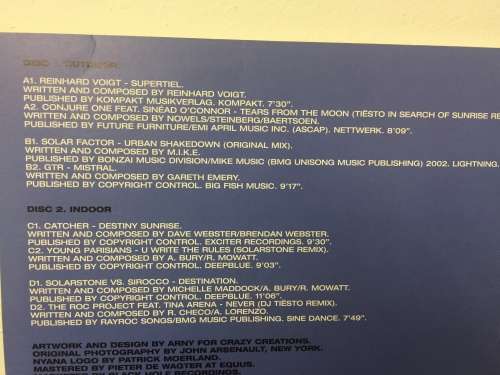 DISC 1. OUTDOOR
A1. REINHARD VOIGT - SUPERTIEL.
WRITTEN AND COMPOSED BY REINHARD VOIGT.
PUBLISHED BY KOMPAKT MUSIKVERLAG. KOMPAKT. 7'30".
A2. CONJURE ONE FEAT. SINÉAD O'CONNOR - TEARS FROM THE MOON (TIËSTO IN SEARCH OF SUNRISE RE
WRITTEN AND COMPOSED BY NOWELS/STEINBERG/BAERTSOEN.
PUBLISHED BY FUTURE FURNITURE/EMI APRIL MUSIC INC. (ASCAP). NETTWERK. 8'09".
B1. SOLAR FACTOR - URBAN SHAKEDOWN (ORIGINAL MIX).
WRITTEN AND COMPOSED BY M.I.K.E.
PUBLISHED BY BONZAI MUSIC DIVISION/MIKE MUSIC (BMG UNISONG MUSIC PUBLISHING) 2002. LIGHTNING.
B2. GTR - MISTRAL.
WRITTEN AND COMPOSED BY GARETH EMERY.
PUBLISHED BY COPYRIGHT CONTROL. BIG FISH MUSIC. 9'17".
DISC 2. INDOOR
C1. CATCHER - DESTINY SUNRISE.
WRITTEN AND COMPOSED BY DAVE WEBSTER/BRENDAN WEBSTER.
PUBLISHED BY COPYRIGHT CONTROL. EXCITER RECORDINGS. 9'30".
C2. YOUNG PARISIANS - U WRITE THE RULES (SOLARSTONE REMIX).
WRITTEN AND COMPOSED BY A. BURY/R. MOWATT.
PUBLISHED BY COPYRIGHT CONTROL. DEEPBLUE. 9'03".
D1. SOLARSTONE VS. SIROCCO - DESTINATION.
WRITTEN AND COMPOSED BY MICHELLE MADDOCK/A. BURY/R. MOWATT.
PUBLISHED BY COPYRIGHT CONTROL. DEEPBLUE. 11'06".
D2. THE ROC PROJECT FEAT. TINA ARENA - NEVER (DJ TIËSTO REMIX).
WRITTEN AND COMPOSED BY R. CHECO/A. LORENZO.
PUBLISHED BY RAYROC SONGS/BMG MUSIC PUBLISHING. SINE DANCE. 7'49".
ARTWORK AND DESIGN BY ARNY FOR CRAZY CREATIONS.
ORIGINAL PHOTOGRAPHY BY JOHN ARSENAULT, NEW YORK.
NYANA LOGO BY PATRICK MOERLAND.
MASTERED BY PIETER DE WAGTER AT EQUUS.
BY BLACK HOLE RECORDINGS.